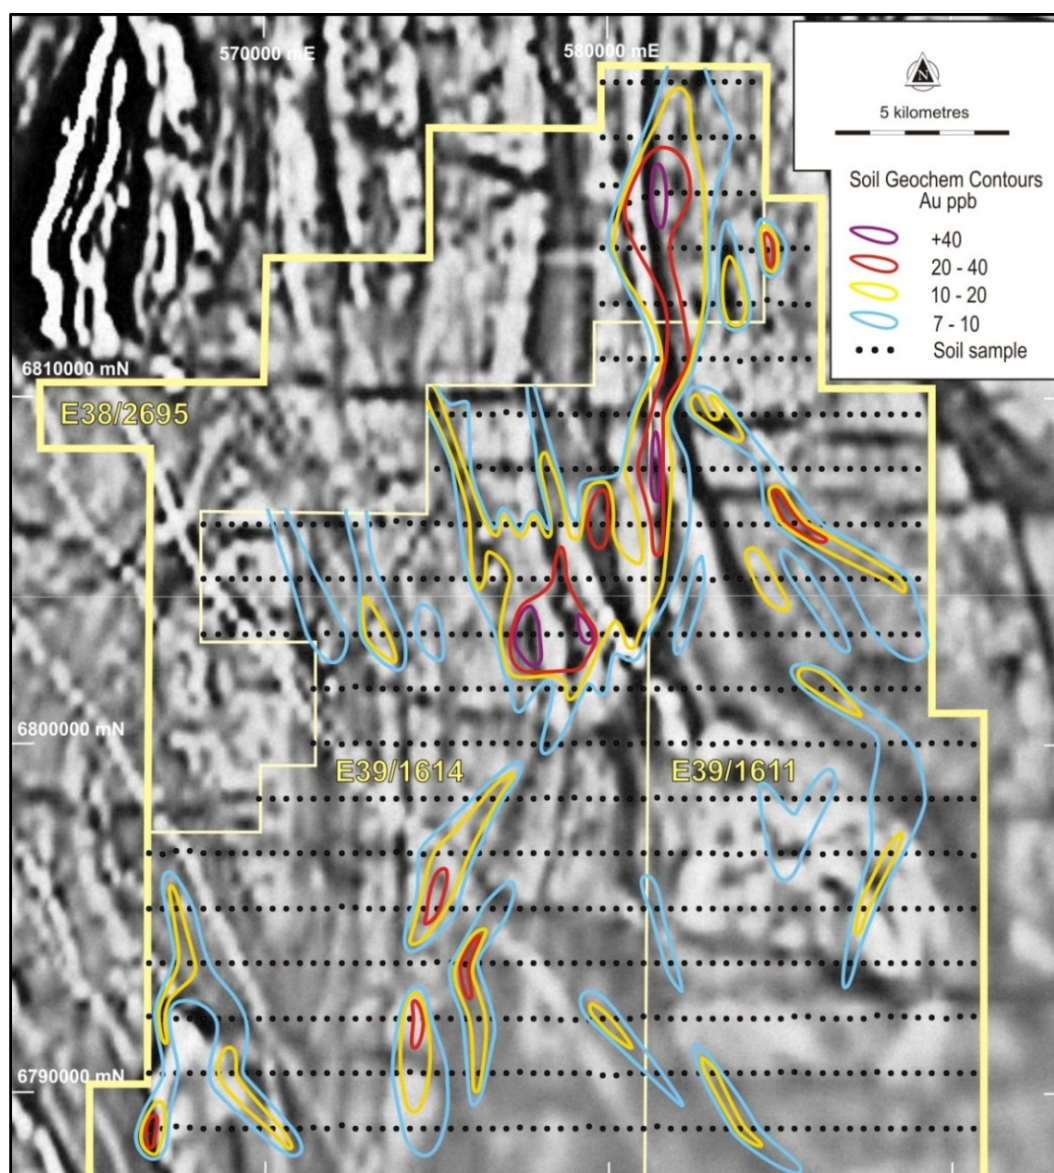 570000 mE
580000 mE
N
5 kilometres
Soil Geochem Contours
Au ppb
+40
20 - 40
10 - 20
7 - 10
Soil sample
6810000 mN
E38/2695
6800000 mN
E39/1614
E39/1611
6790000 mN